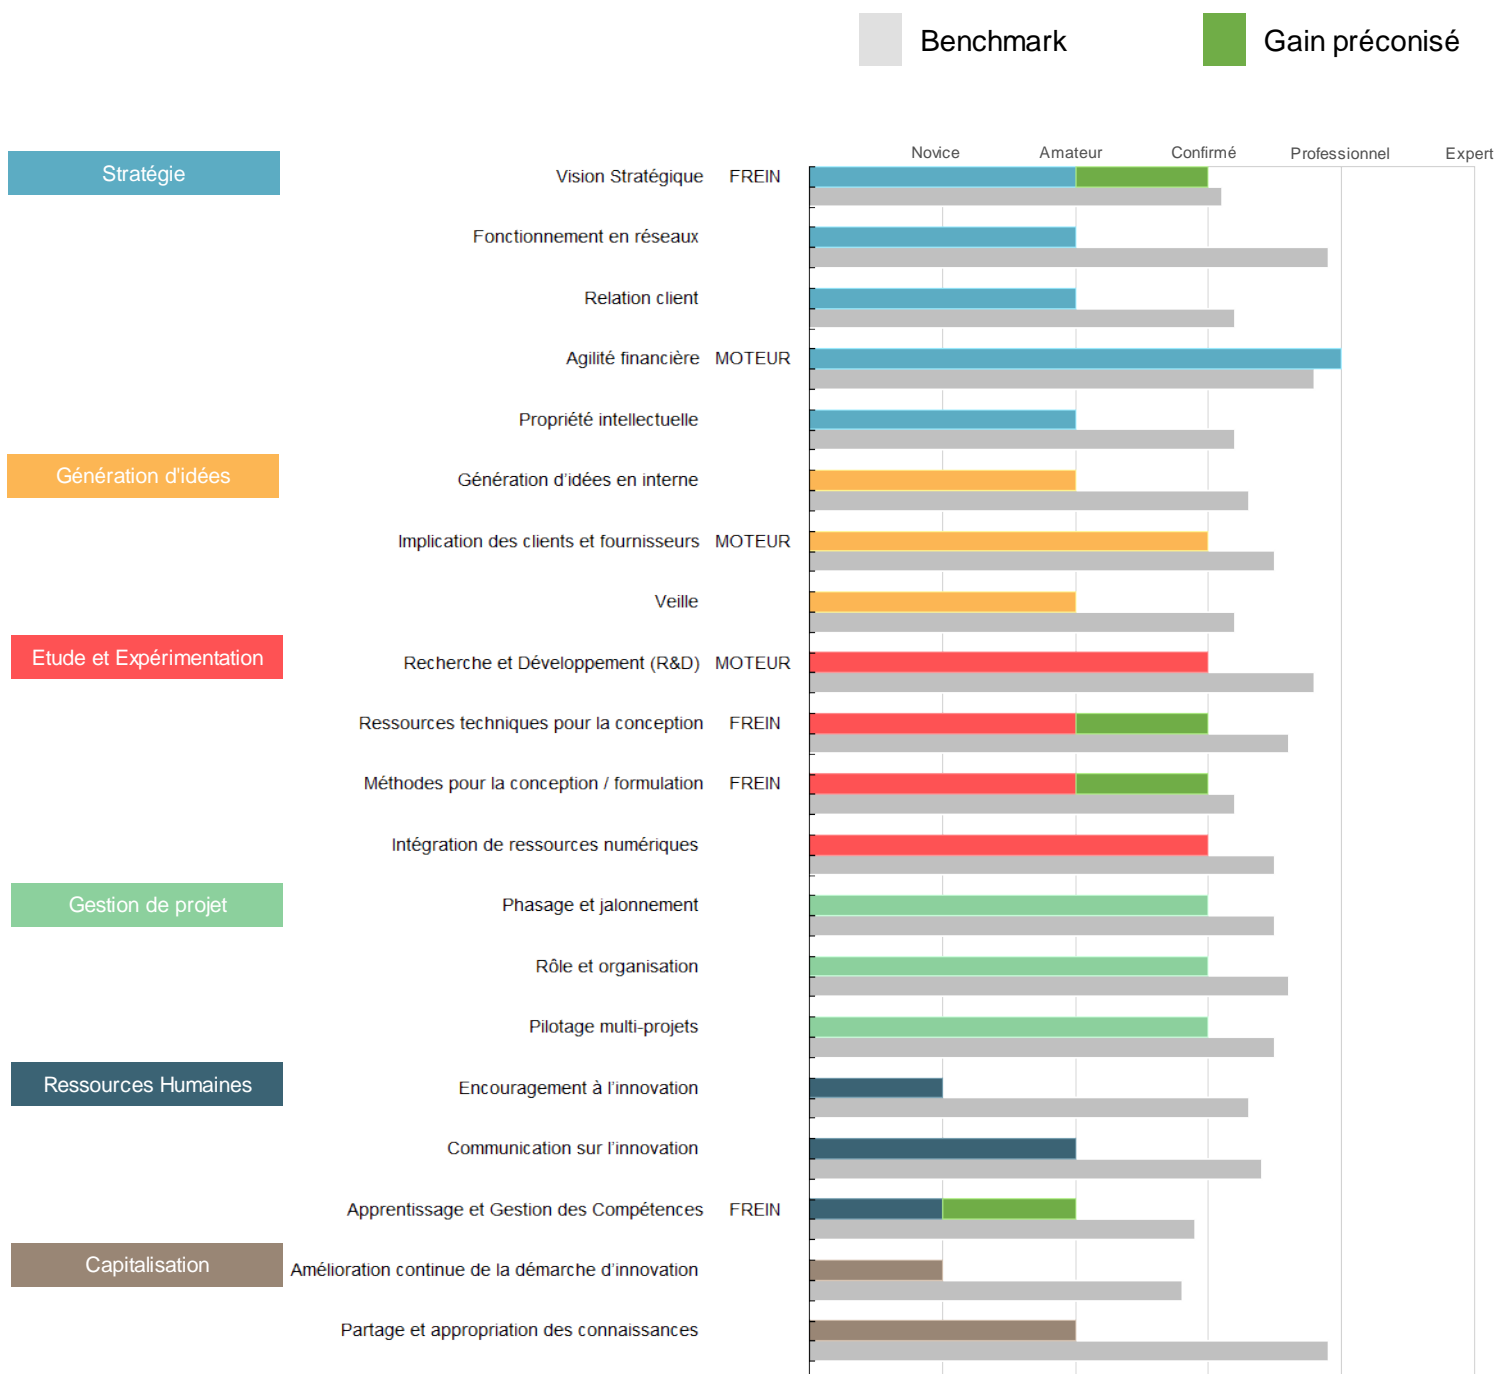 Benchmark
Gain préconisé
Novice
Amateur
Confirmé
Professionnel
Expert
Stratégie
Vision Stratégique FREIN
Fonctionnement en réseaux
Relation client
Agilité financière MOTEUR
Propriété intellectuelle
Génération d'idées
Génération d’idées en interne
Implication des clients et fournisseurs MOTEUR
Veille
Etude et Expérimentation
Recherche et Développement (R&D) MOTEUR
Ressources techniques pour la conception FREIN
Méthodes pour la conception / formulation FREIN
Intégration de ressources numériques
Gestion de projet
Phasage et jalonnement
Rôle et organisation
Pilotage multi-projets
Ressources Humaines
Encouragement à l’innovation
Communication sur l’innovation
Apprentissage et Gestion des Compétences FREIN
Capitalisation
Amélioration continue de la démarche d’innovation
Partage et appropriation des connaissances